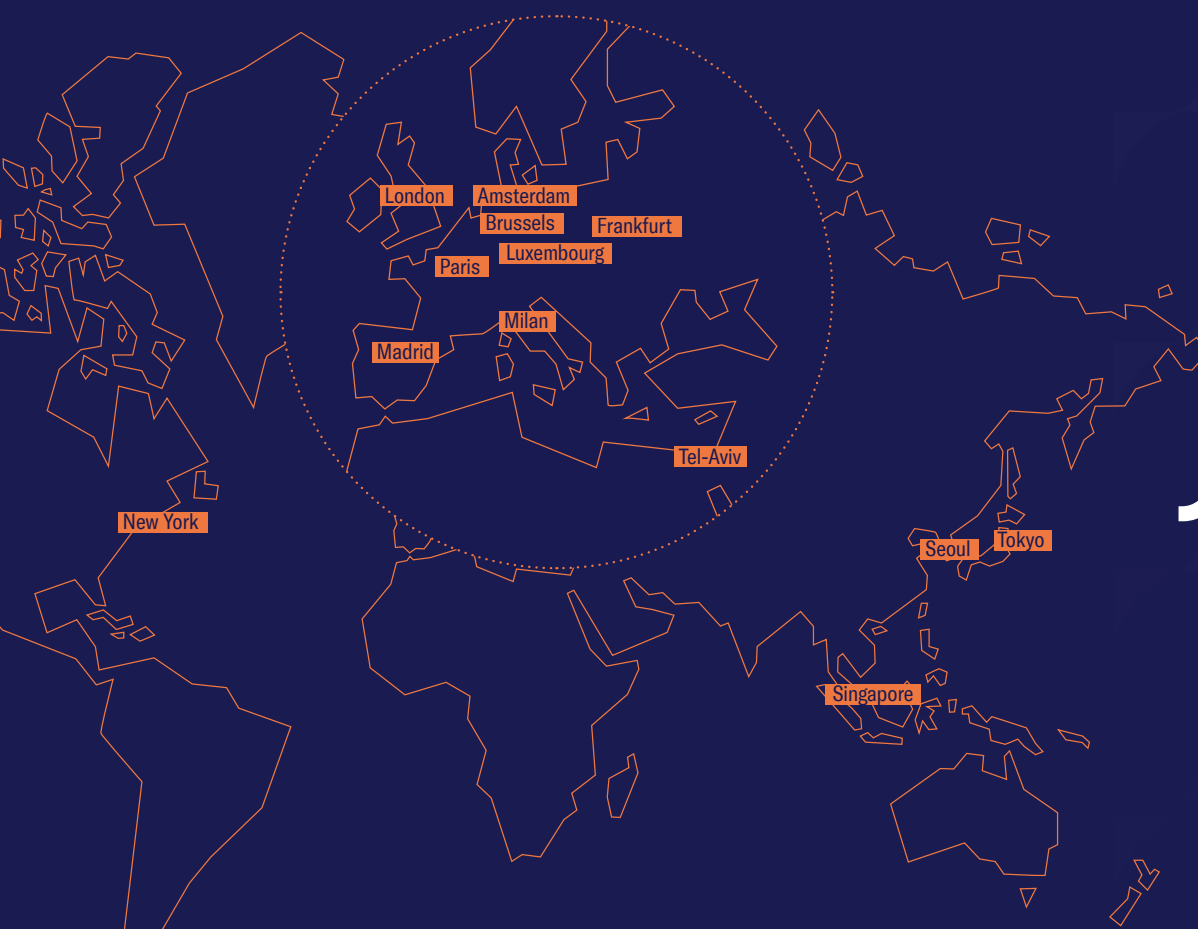 London
Amsterdam
Brussels
Frankfurt
Luxembourg
Paris
Milan
Madrid
Tel-Aviv
New York
Seoul
Tokyo
Singapore